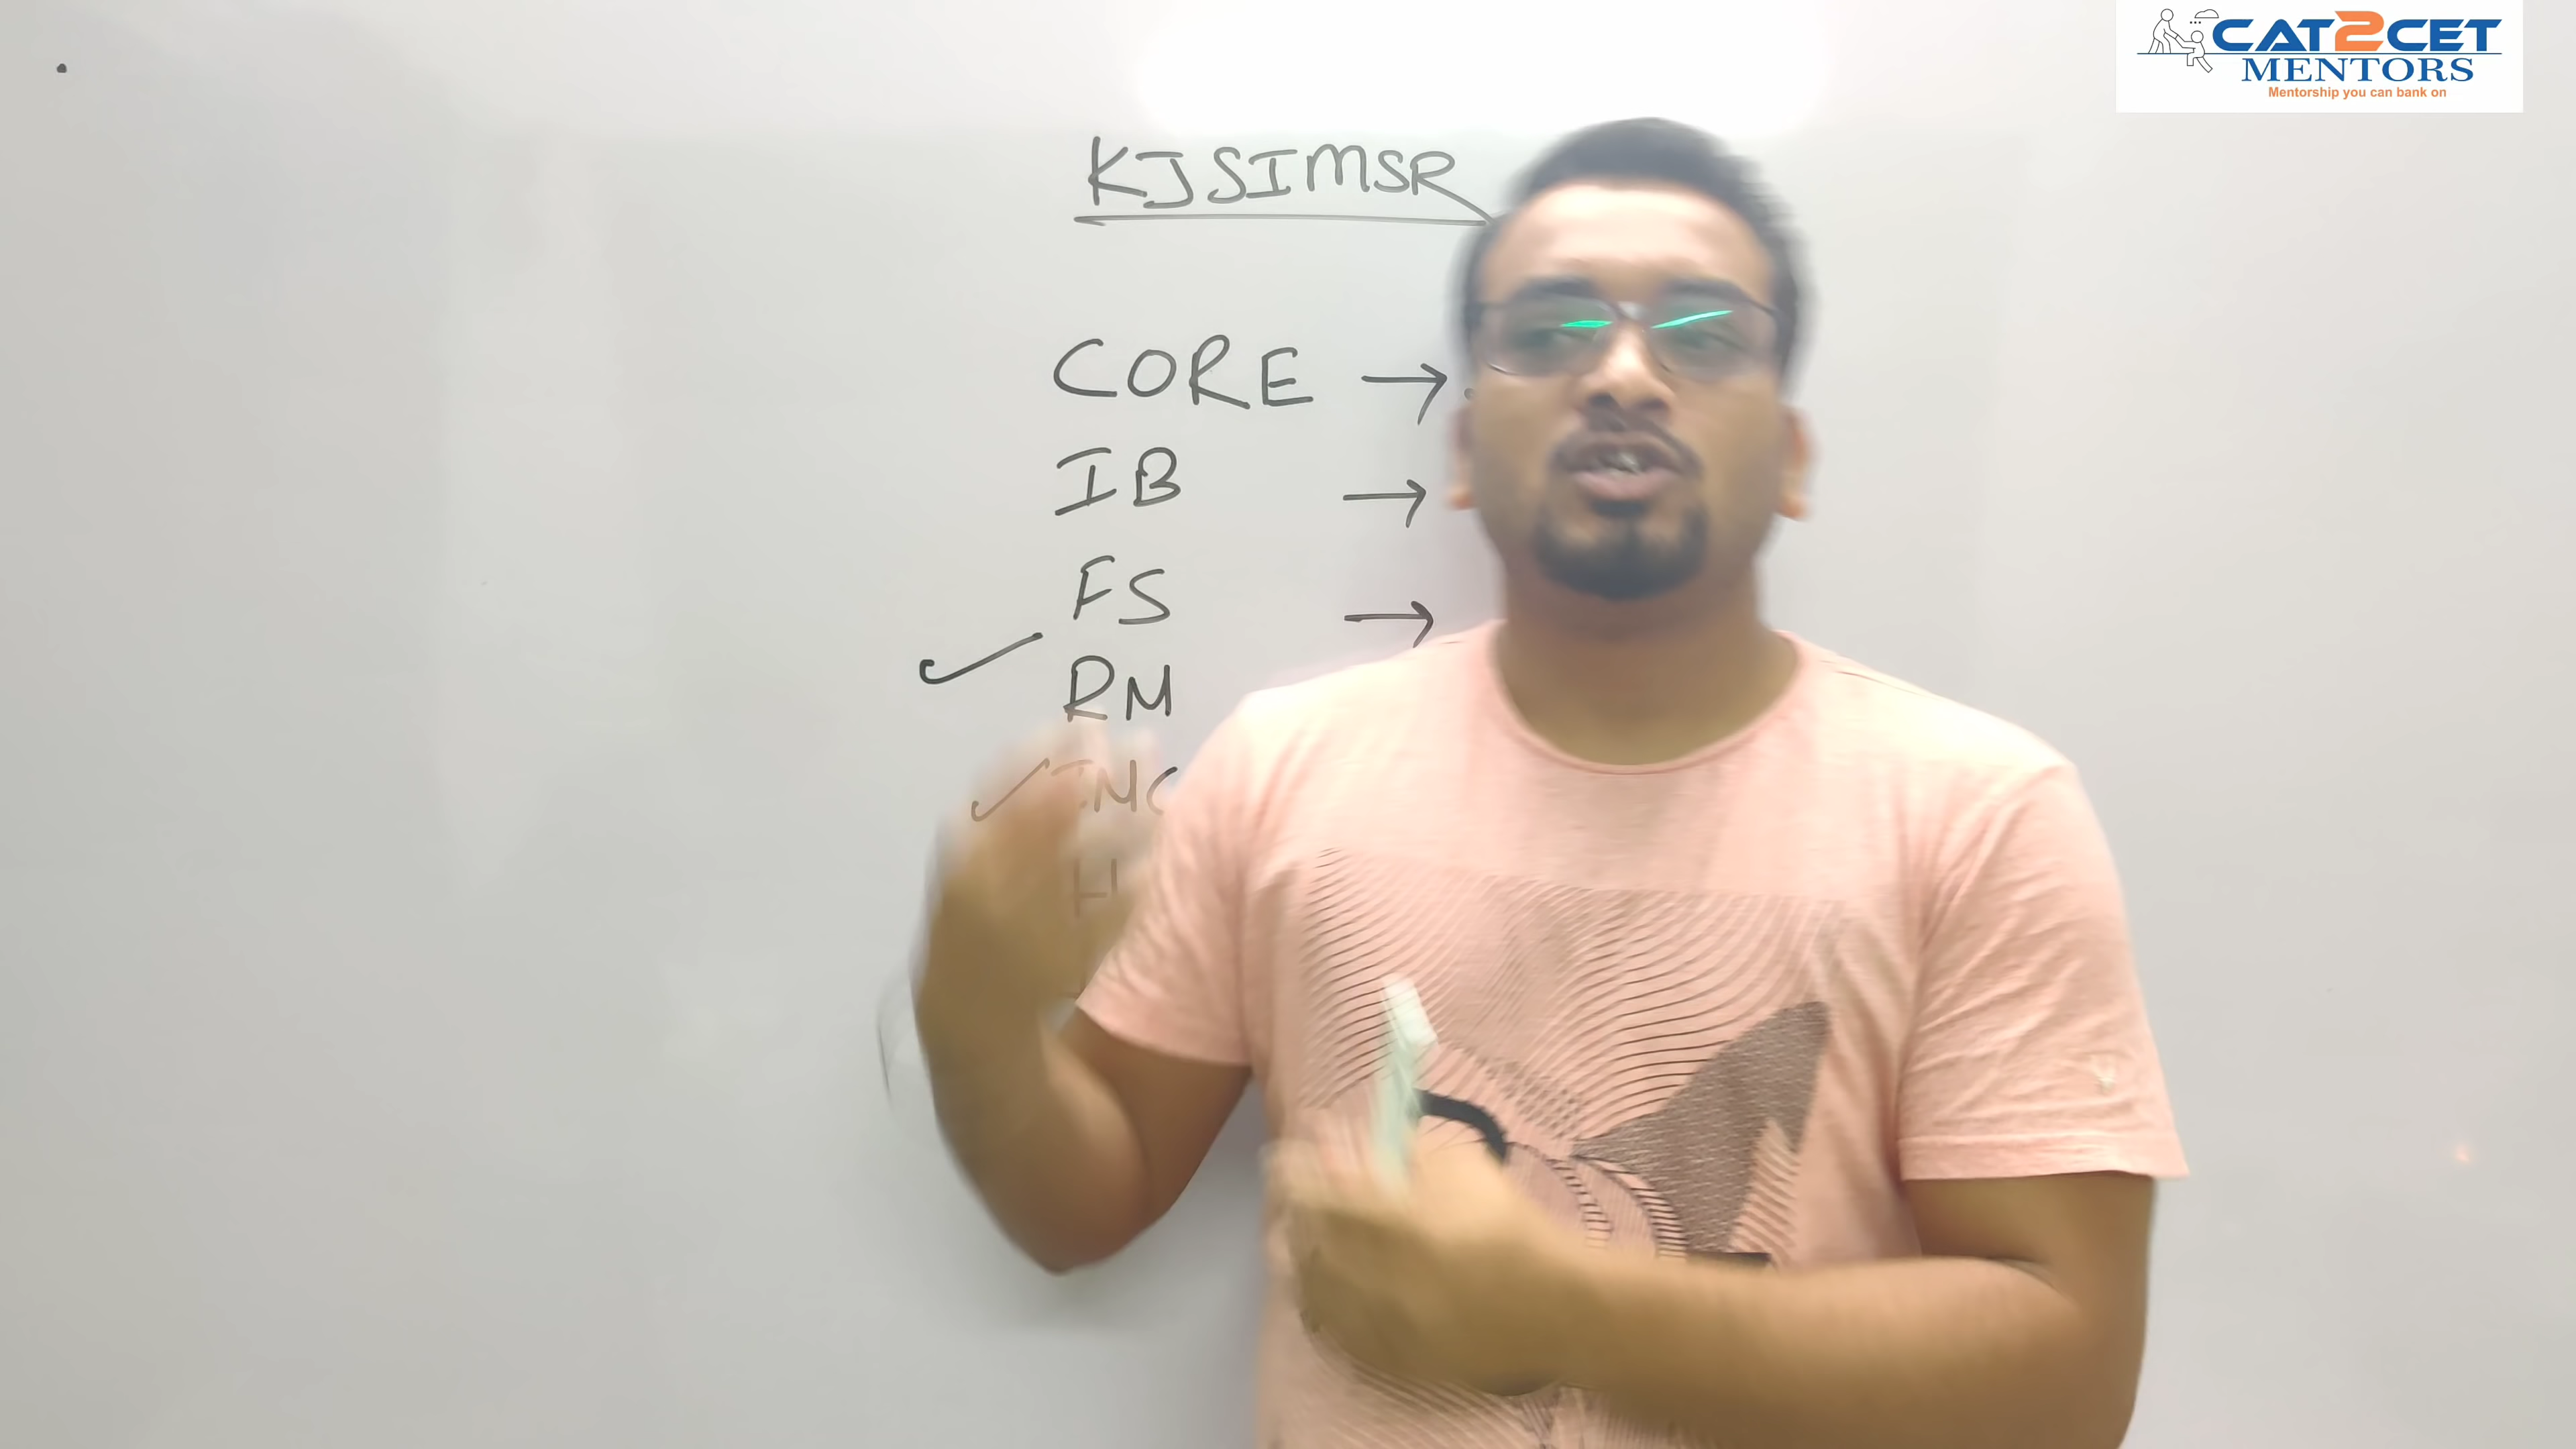 CAT2CET
MENTORS
Mentorship you can bank on
KJSIMSR
CORE →
IB →
FS →
✓ RM